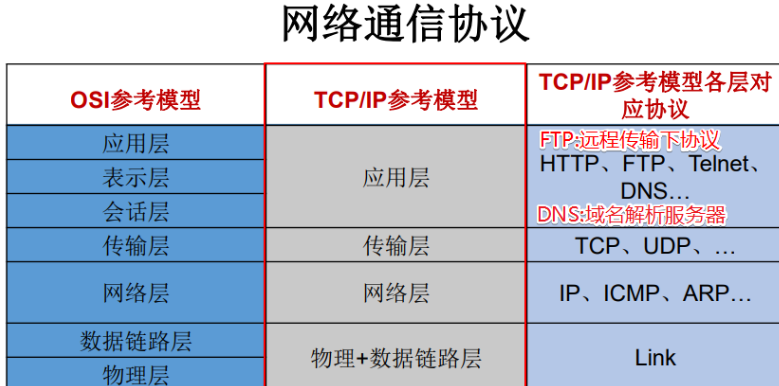 网络通信协议
OSI参考模型
TCP/IP参考模型
TCP/IP参考模型各层对
应协议
应用层
表示层
会话层
应用层
FTP:远程传输下协议
HTTP、FTP、Telnet、
DNS...
DNS:域名解析服务器
传输层
传输层
TCP、UDP、...
网络层
网络层
IP、ICMP、ARP...
数据链路层
物理层
物理+数据链路层
Link